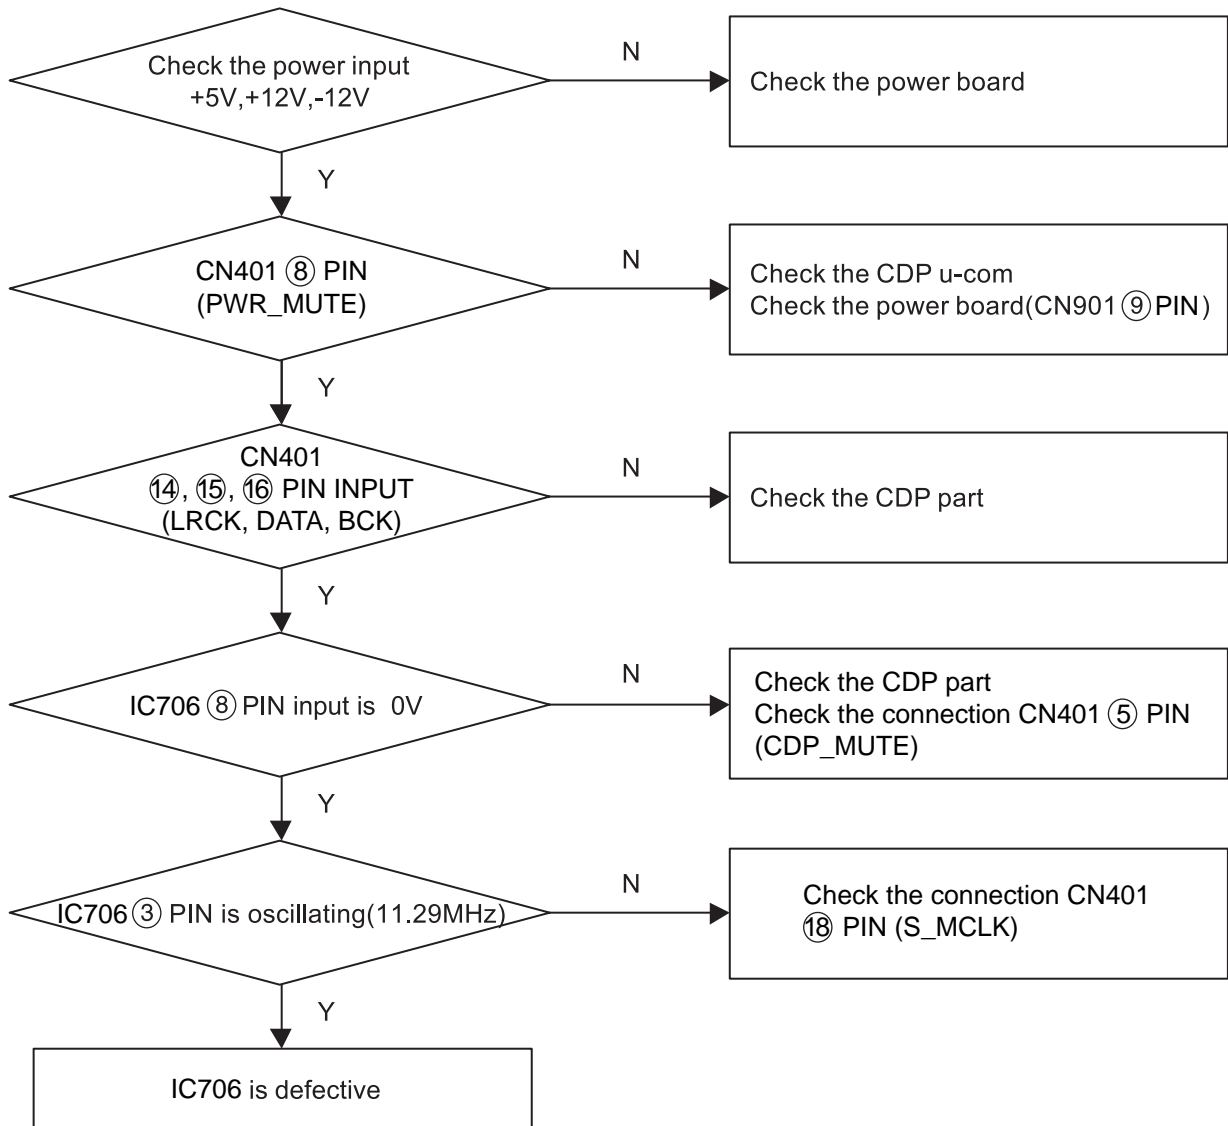 Check the power input
+5V,+12V,-12V
N
Check the power board
Y
CN401 ⑧ PIN
(PWR_MUTE)
N
Check the CDP u-com
Check the power board(CN901 ⑨ PIN)
Y
CN401
⑭, ⑮, ⑯ PIN INPUT
(LRCK, DATA, BCK)
N
Check the CDP part
Y
IC706 ⑧ PIN input is 0V
N
Check the CDP part
Check the connection CN401 ⑤ PIN
(CDP_MUTE)
Y
IC706 ③ PIN is oscillating(11.29MHz)
N
Check the connection CN401
⑱ PIN (S_MCLK)
Y
IC706 is defective